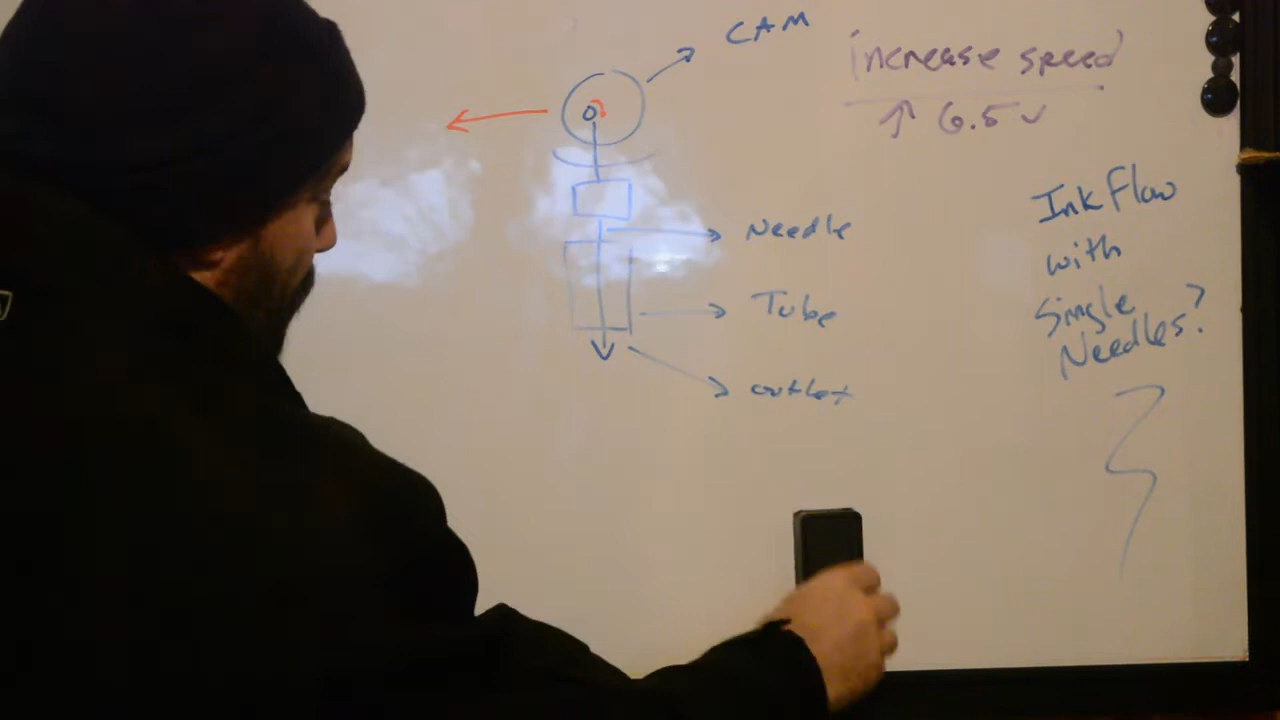 CAM
increase speed
↑ 6.5v
Needle
Tube
outlet
Ink Flow
with
Single
Needles?